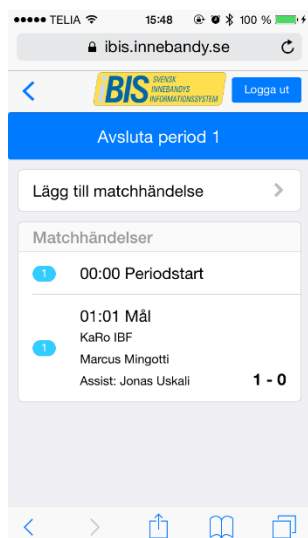 TELIA 15:48 100 %
ibis.innebandy.se
BIS SVENSK INNEBANDYS INFORMATIONSSYSTEM
Logga ut
Avsluta period 1
Lägg till matchhändelse
Matchhändelser
1 00:00 Periodstart
01:01 Mål
KaRo IBF
1
Marcus Mingotti
Assist: Jonas Uskali 1 - 0